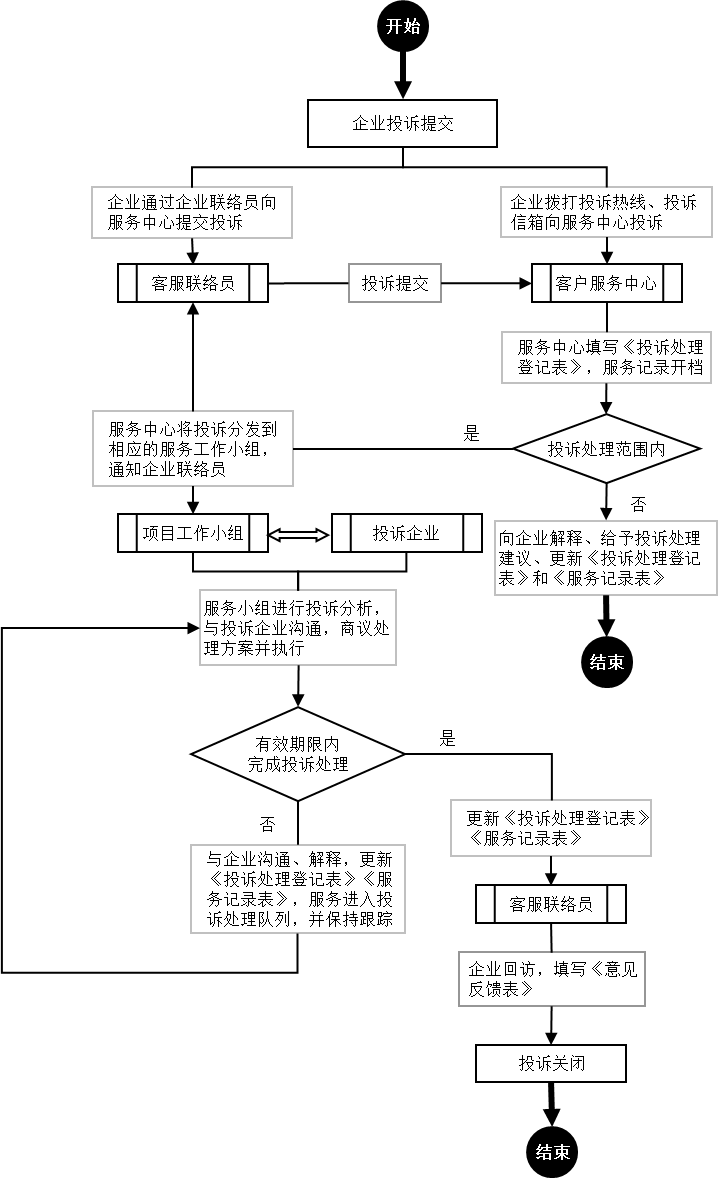 开始
企业投诉提交
企业通过企业联络员向
服务中心提交投诉
企业拨打投诉热线、投诉
信箱向服务中心投诉
客服联络员
投诉提交
客户服务中心
服务中心填写《投诉处理
登记表》，服务记录开档
服务中心将投诉分发到
相应的服务工作小组，
通知企业联络员
是
投诉处理范围内
否
项目工作小组
投诉企业
向企业解释、给予投诉处理
建议、更新《投诉处理登记
表》和《服务记录表》
服务小组进行投诉分析，
与投诉企业沟通，商议处
理方案并执行
结束
有效期限内
完成投诉处理
是
否
更新《投诉处理登记表》
《服务记录表》
与企业沟通、解释，更新
《投诉处理登记表》《服
务记录表》，服务进入投
诉处理队列，并保持跟踪
客服联络员
企业回访，填写《意见
反馈表》
投诉关闭
结束